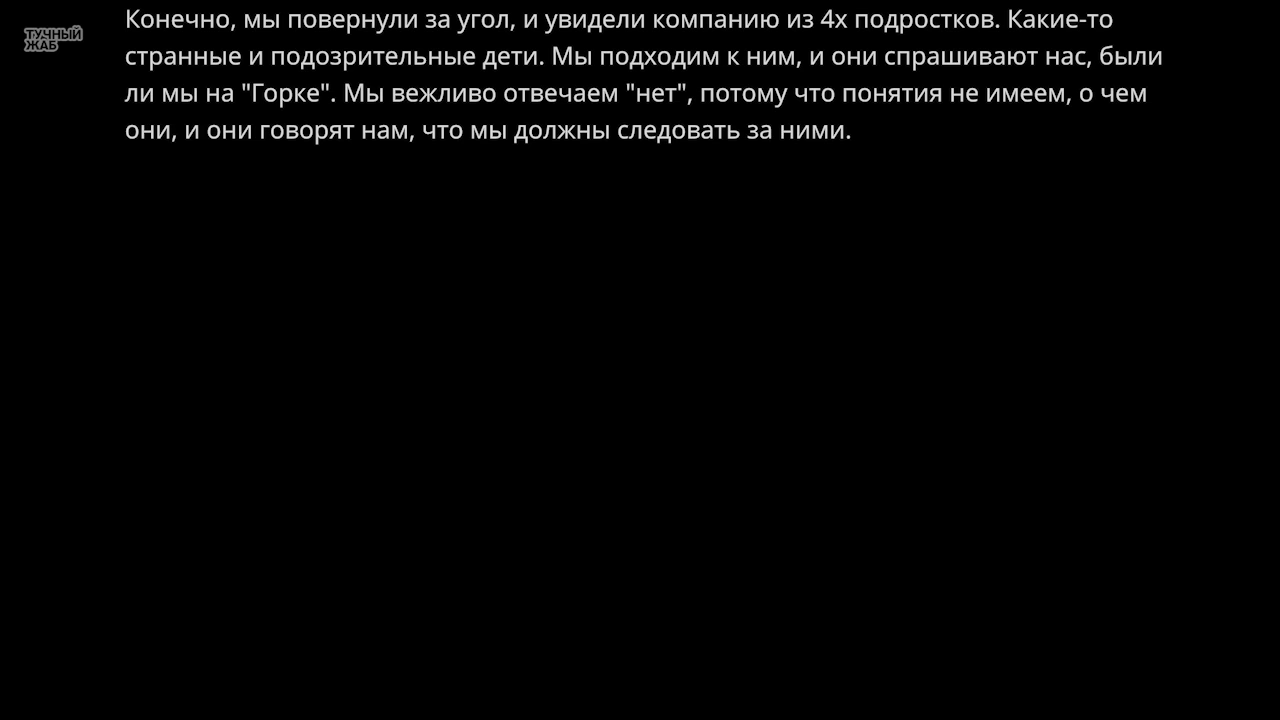 Конечно, мы повернули за угол, и увидели компанию из 4х подростков. Какие-то
странные и подозрительные дети. Мы подходим к ним, и они спрашивают нас, были
ли мы на "Горке". Мы вежливо отвечаем "нет", потому что понятия не имеем, о чем
они, и они говорят нам, что мы должны следовать за ними.
ТУЧНЫЙ
ЖАБ